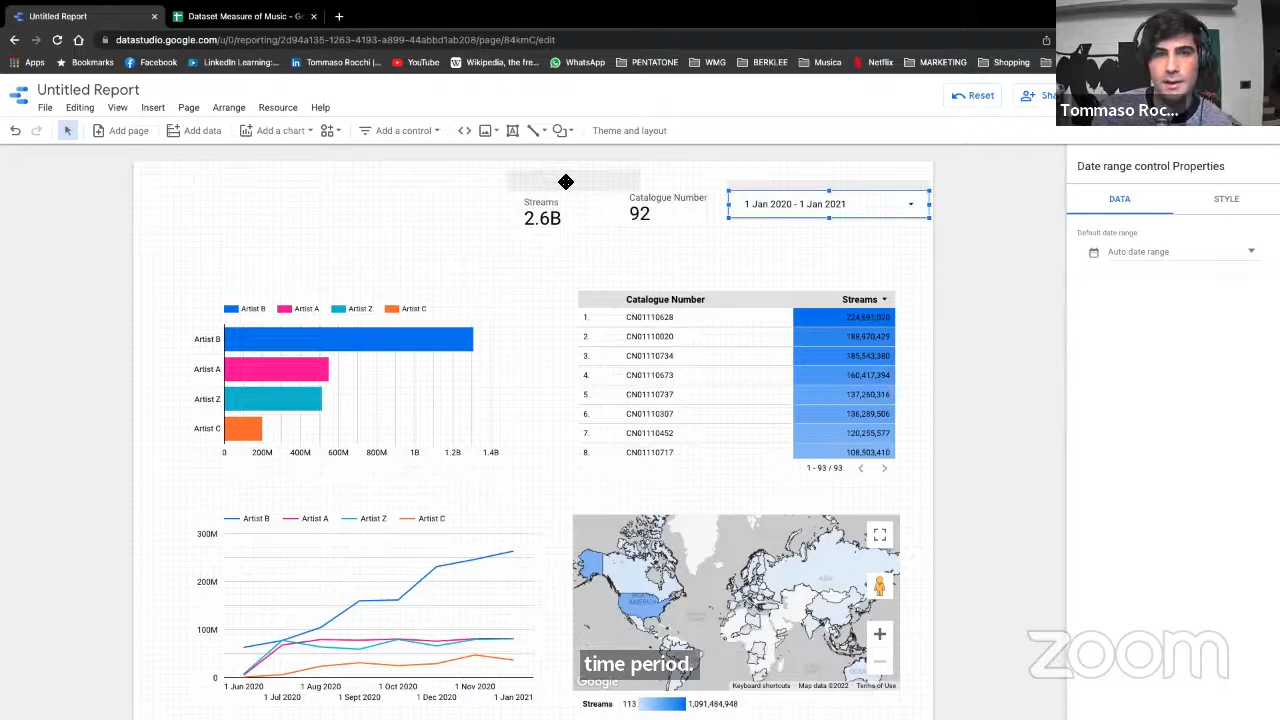 Untitled Report
Dataset Measure of Music - G
datastudio.google.com/u/0/reporting/2d94a135-1263-4193-a899-44abbd1ab208/page/84kmC/edit
Apps
Bookmarks
Facebook
LinkedIn Learning:...
Tommaso Rocchi /...
YouTube
Wikipedia, the fre...
WhatsApp
PENTATONE
WMG
BERKLEE
Musica
Netflix
MARKETING
Shopping
Untitled Report
File Edit View Insert Page Arrange Resource Help
Reset
Sha
Tommaso Roc...
Add page
Add data
Add a chart
Add a control
Theme and layout
Date range control Properties
DATA
STYLE
Default date range:
Auto date range
Streams
2.6B
Catalogue Number
92
1 Jan 2020 - 1 Jan 2021
Artist B Artist A Artist Z Artist C
Artist B
Artist A
Artist Z
Artist C
0 200M 400M 600M 800M 1B 1.2B 1.4B
Catalogue Number Streams
1. CN01110628 224,691,020
2. CN01110020 188,970,429
3. CN01110734 185,543,380
4. CN01110673 160,417,394
5. CN01110737 137,260,316
6. CN01110307 136,289,506
7. CN01110452 120,255,577
8. CN01110717 108,503,410
1 - 93 / 93
Artist B Artist A Artist Z Artist C
300M
200M
100M
0
1 Jun 2020 1 Aug 2020 1 Oct 2020 1 Nov 2020
1 Jul 2020 1 Sept 2020 1 Dec 2020 1 Jan 2021
ASIA
NORTH
AMERICA
time period.
Google
Keyboard shortcuts Map data ©2022 Terms of Use
Streams 113 1,091,484,948
zoom